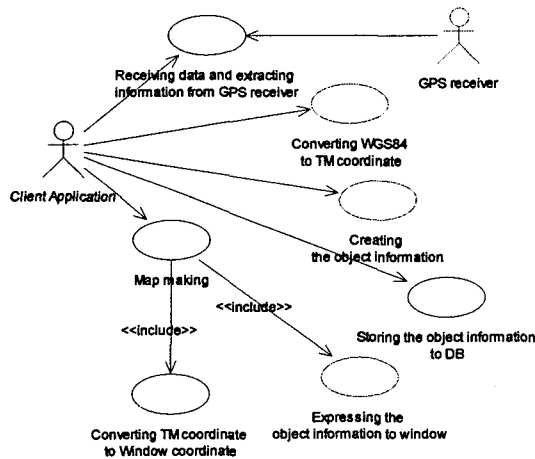 Receiving data and extracting
information from GPS receiver
GPS receiver
Converting WGS84
to TM coordinate
Client Application
Creating
the object information
Map making
<<include>>
<<include>>
Storing the object information
to DB
Converting TM coordinate
to Window coordinate
Expressing the
object information to window